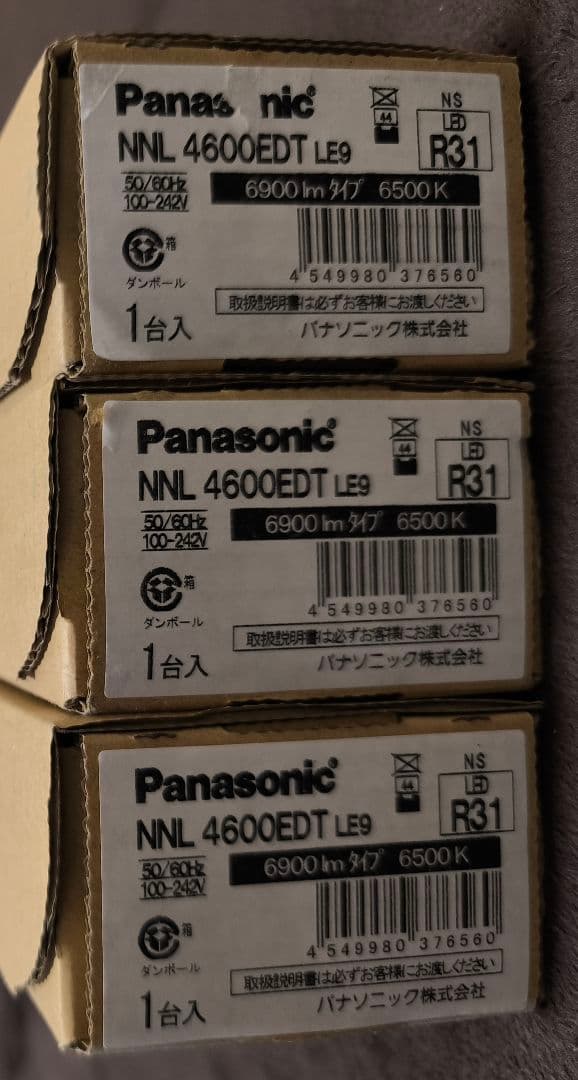 Panasonic
NS
LED
R31
NNL 4600EDT LE9
50/60Hz
100-242V
6900 lm タイプ 6500K
箱
ダンボール
4 549980 376560
取扱説明書は必ずお客様にお渡しください
1台入
パナソニック株式会社
Panasonic
NS
LED
R31
NNL 4600EDT LE9
50/60Hz
100-242V
6900 lm タイプ 6500K
箱
ダンボール
4 549980 376560
取扱説明書は必ずお客様にお渡しください
1台入
パナソニック株式会社
Panasonic
NS
LED
R31
NNL 4600EDT LE9
50/60Hz
100-242V
6900 lm タイプ 6500K
箱
ダンボール
4 549980 376560
取扱説明書は必ずお客様にお渡しください
1台入
パナソニック株式会社